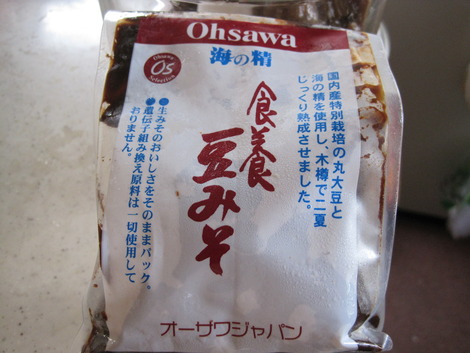 Ohsawa
海の精
Ohsawa
OS
Selection
国内産特別栽培の丸大豆と
海の精を使用し、木樽で二夏
じっくり熟成させました。
食養
豆みそ
●生みそのおいしさをそのままパック。
●遺伝子組み換え原料は一切使用して
おりません。
オーサワジャパン